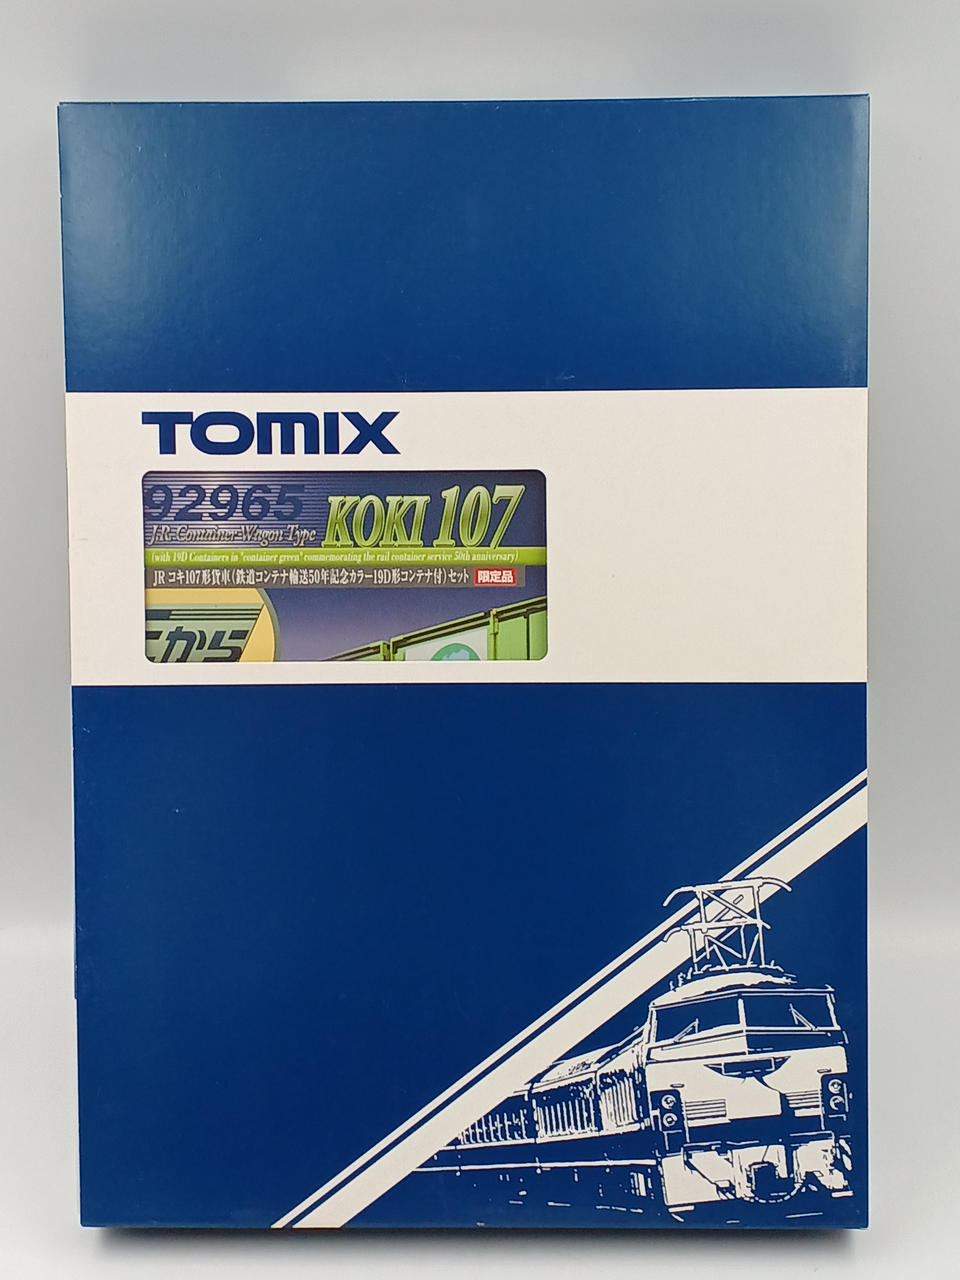 TOMIX
92965
J.R. Container Wagon Type KOKI 107
(with 19D Containers in "container green" commemorating the rail container service 50th anniversary)
JR コキ107形貨車(鉄道コンテナ輸送50年記念カラー19D形コンテナ付)セット 限定品
から